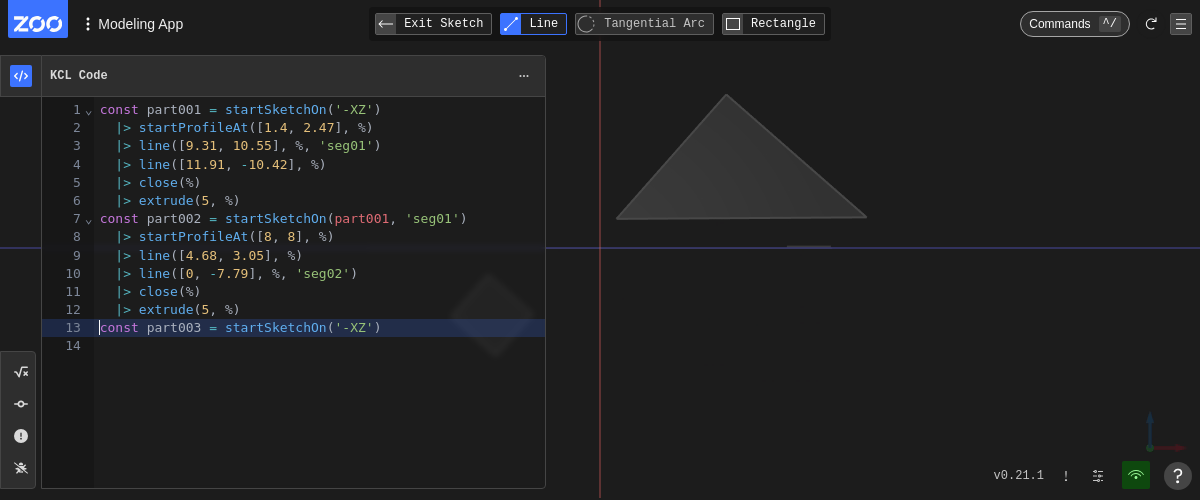 ZOO
Modeling App
Exit Sketch
Line
Tangential Arc
Rectangle
Commands ^/
KCL Code
1 const part001 = startSketchOn('-XZ')
2 |> startProfileAt([1.4, 2.47], %)
3 |> line([9.31, 10.55], %, 'seg01')
4 |> line([11.91, -10.42], %)
5 |> close(%)
6 |> extrude(5, %)
7 const part002 = startSketchOn(part001, 'seg01')
8 |> startProfileAt([8, 8], %)
9 |> line([4.68, 3.05], %)
10 |> line([0, -7.79], %, 'seg02')
11 |> close(%)
12 |> extrude(5, %)
13 const part003 = startSketchOn('-XZ')
14
v0.21.1
!
?